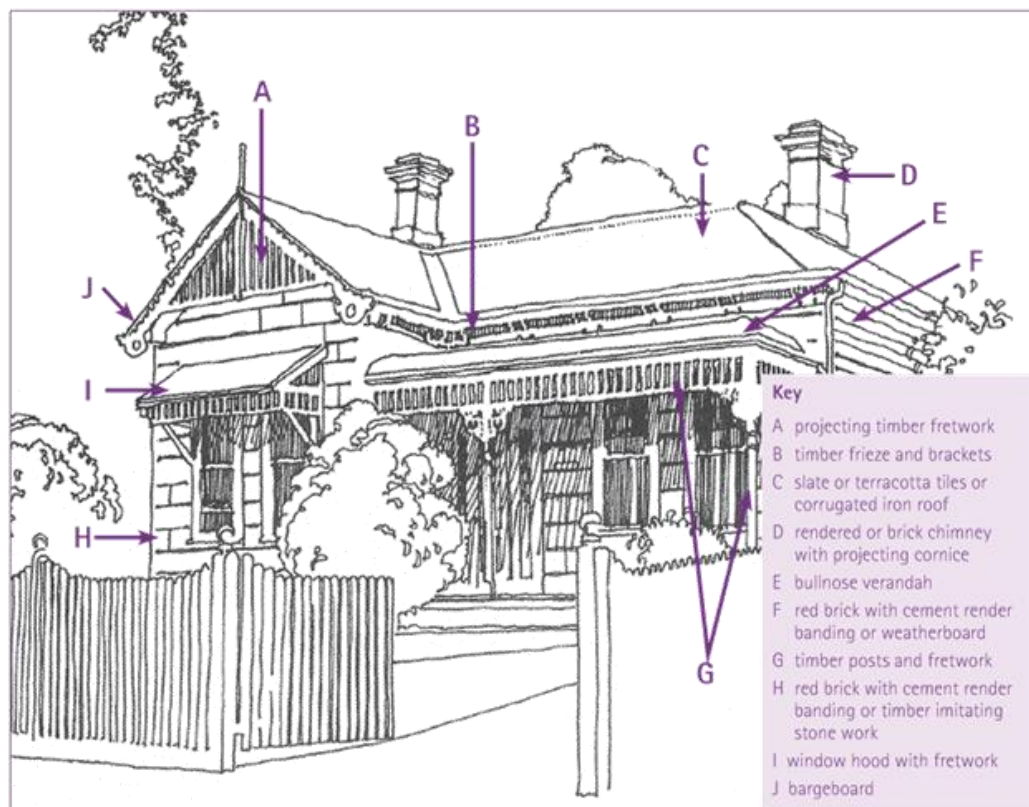 A
B
C
D
E
F
J
I
H
G
Key
A projecting timber fretwork
B timber frieze and brackets
C slate or terracotta tiles or
corrugated iron roof
D rendered or brick chimney
with projecting cornice
E bullnose verandah
F red brick with cement render
banding or weatherboard
G timber posts and fretwork
H red brick with cement render
banding or timber imitating
stone work
I window hood with fretwork
J bargeboard